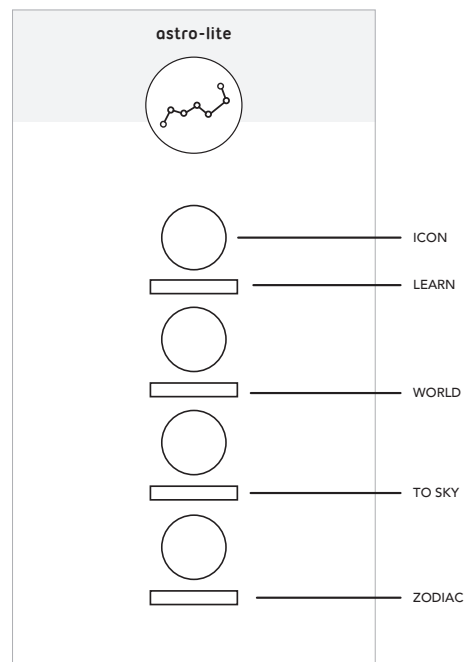 astro-lite
ICON
LEARN
WORLD
TO SKY
ZODIAC